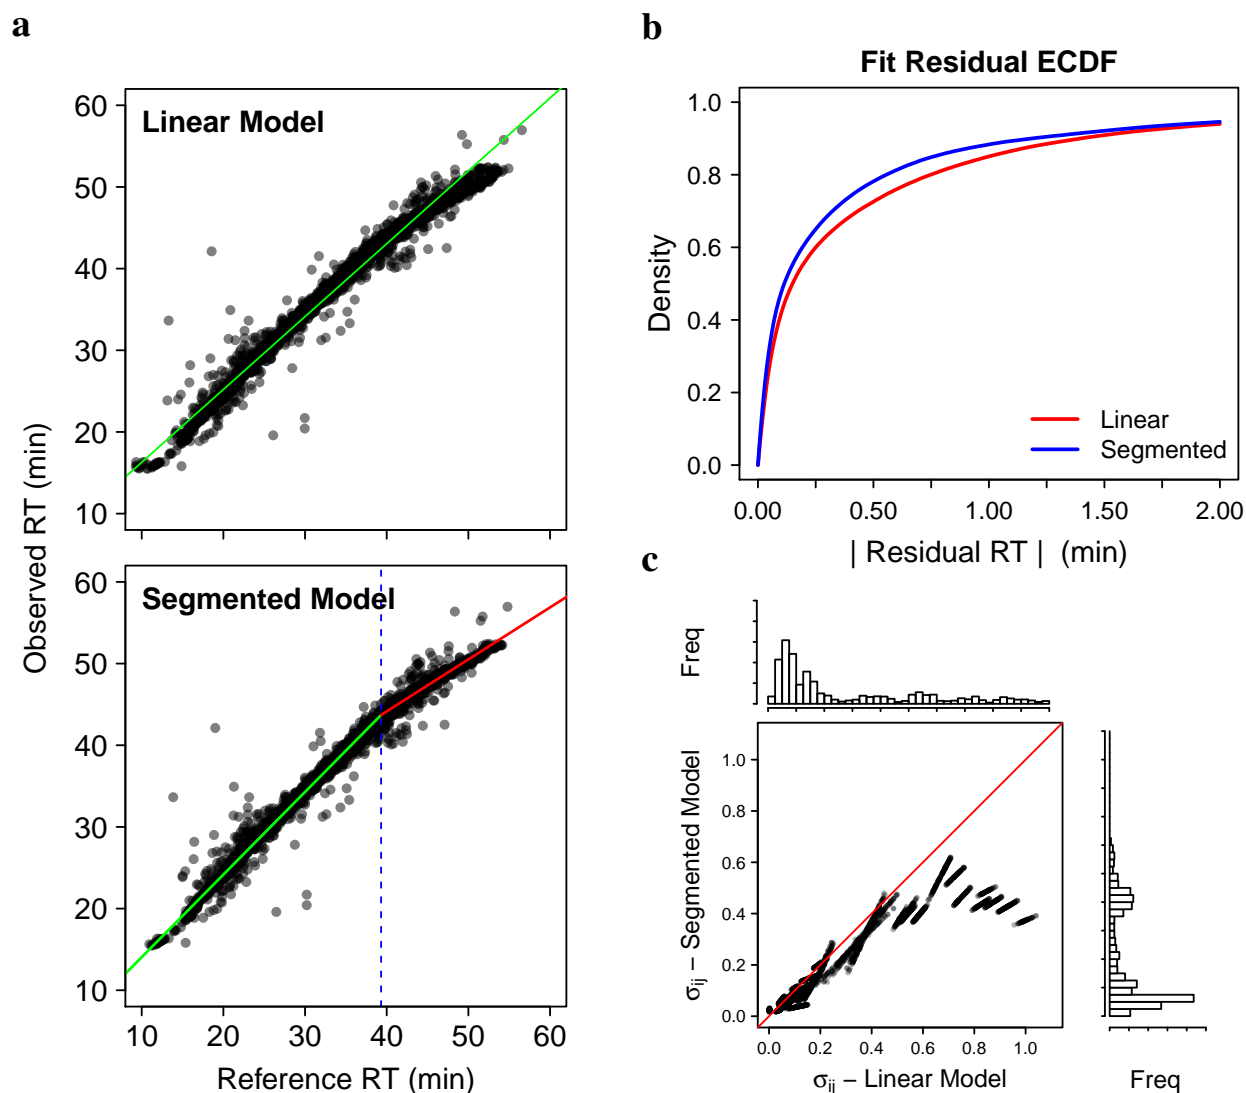 a
Linear Model
60
50
40
30
20
10
Segmented Model
60
50
40
30
20
10
10 20 30 40 50 60
Reference RT (min)
Observed RT (min)
b
Fit Residual ECDF
1.0
0.8
0.6
0.4
0.2
0.0
Density
Linear
Segmented
0.00 0.50 1.00 1.50 2.00
| Residual RT | (min)
c
Freq
1.0
0.8
0.6
0.4
0.2
0.0
σij – Segmented Model
0.0 0.2 0.4 0.6 0.8 1.0
σij – Linear Model
Freq